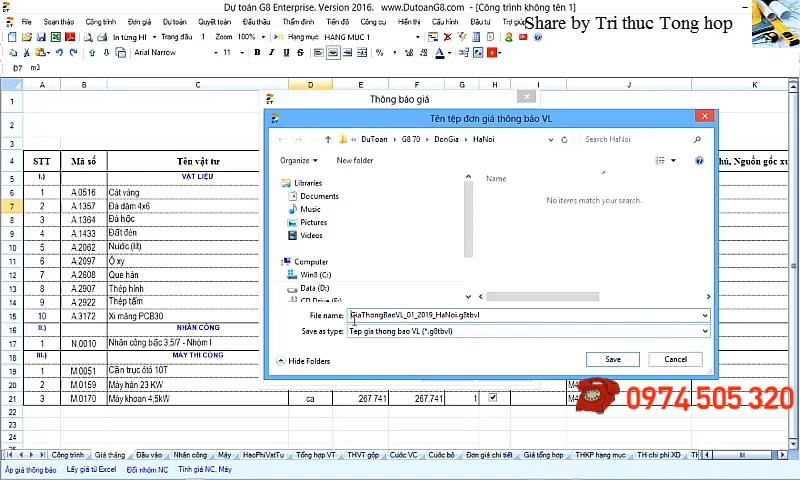 Dự toán G8 Enterprise. Version 2016. www.DutoanG8.com - [Công trình không tên 1]
File Soạn thảo Công trình Đơn giá Dự toán Quyết toán Đấu thầu Thẩm định Tiến độ Công cụ Hiển thị Cửa sổ Đầu tư Trợ giúp
Share by Tri thuc Tong hop
In từng HI Trang đầu 1 Zoom 100% Hạng mục HẠNG MỤC 1
Arial Narrow 11
D7 m3
A B C D E F G H I J K
STT Mã số Tên vật tư
I.) VẬT LIỆU
1 A.0516 Cát vàng
2 A.1357 Đá dăm 4x6
3 A.1364 Đá hộc
4 A.1433 Đất đèn
5 A.2062 Nước (lít)
6 A.2097 Ô xy
7 A.2608 Que hàn
8 A.2907 Thép hình
9 A.2922 Thép tấm
10 A.3172 Xi măng PCB30
II.) NHÂN CÔNG
1 N.0010 Nhân công bậc 3,5/7 - Nhóm I
III.) MÁY THI CÔNG
1 M.0051 Cần trục ôtô 10T
2 M.0159 Máy hàn 23 KW
3 M.0170 Máy khoan 4,5kW ca 267.741 267.741 1
Thông báo giá
Tên tệp đơn giá thông báo VL
DuToan G8 70 DonGia HaNoi
Search HaNoi
Organize New folder
Libraries
Documents
Music
Pictures
Videos
Computer
Win8 (C:)
Data (D:)
CD Drive (F:)
Name
No items match your search.
File name: GiaThongBaoVL_01_2019_HaNoi.g8tbvl
Save as type: Tep gia thong bao VL (*.g8tbvl)
Hide Folders
Save Cancel
0974 505 320
Công trình Giá tháng Đầu vào Nhân công Máy HaoPhiVatTu Tổng hợp VT THVT gộp Cước VC Cước bộ Đơn giá chi tiết Giá tổng hợp THKP hạng mục TH chi phí XD
Áp giá thông báo Lấy giá từ Excel Đổi nhóm NC Tính giá NC, Máy